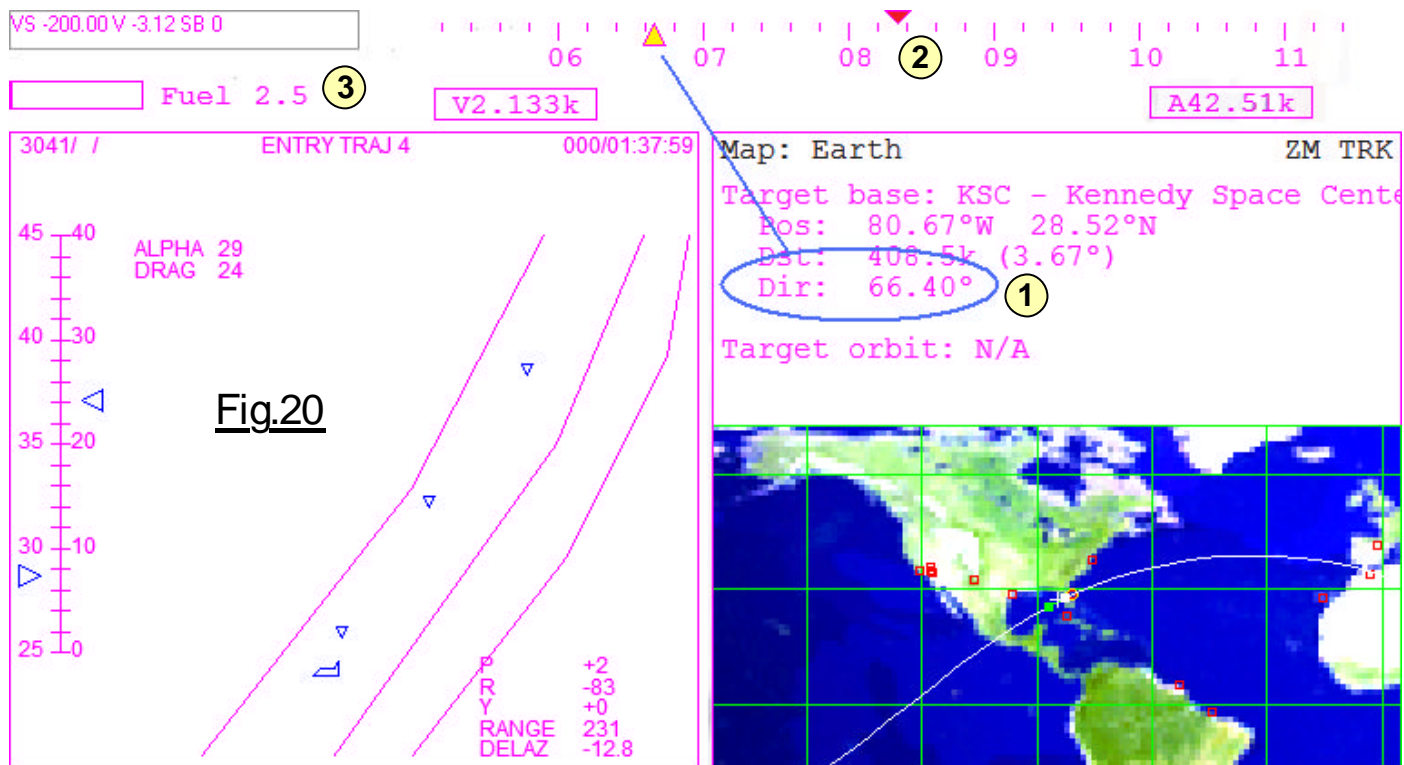 VS -200.00 V -3.12 SB 0
06 07 08 09 10 11
2
Fuel 2.5
3
V2.133k
A42.51k
3041/ / ENTRY TRAJ 4 000/01:37:59
45 40
ALPHA 29
DRAG 24
40 30
35 20
30 10
25 0
Fig.20
P +2
R -83
Y +0
RANGE 231
DELAZ -12.8
Map: Earth ZM TRK
Target base: KSC - Kennedy Space Cente
Pos: 80.67°W 28.52°N
Dst: 408.5k (3.67°)
Dir: 66.40°
1
Target orbit: N/A